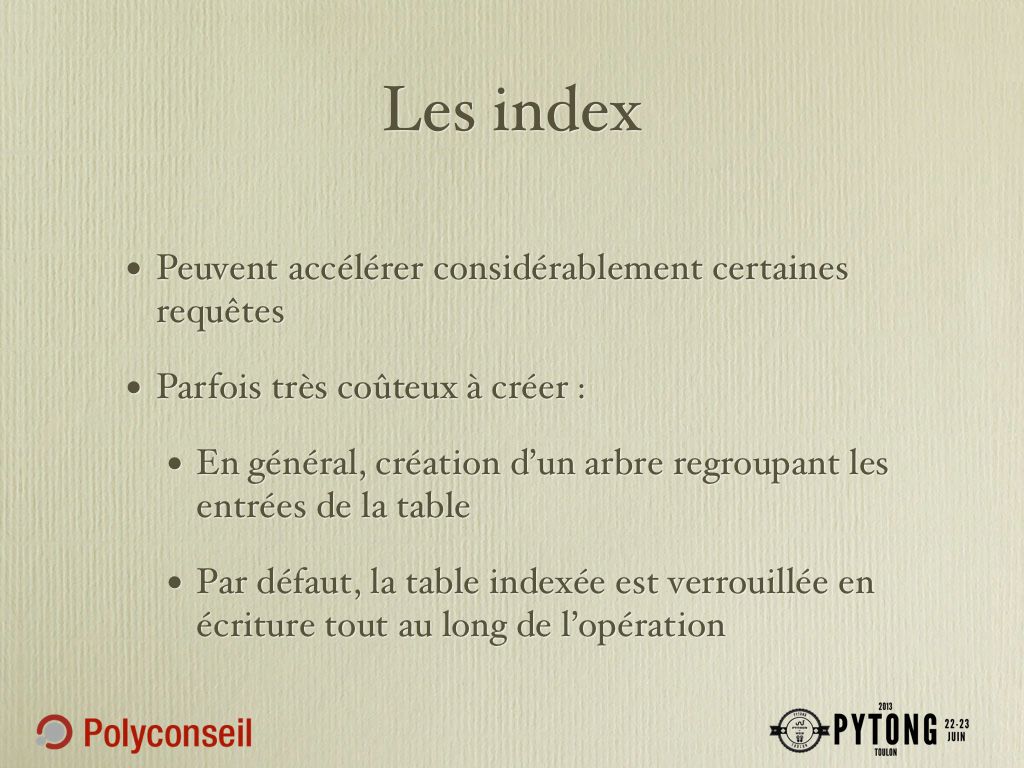 Les index
• Peuvent accélérer considérablement certaines
requêtes
• Parfois très coûteux à créer :
• En général, création d’un arbre regroupant les
entrées de la table
• Par défaut, la table indexée est verrouillée en
écriture tout au long de l’opération
Polyconseil
2013
PYTONG
TOULON
22-23
JUIN